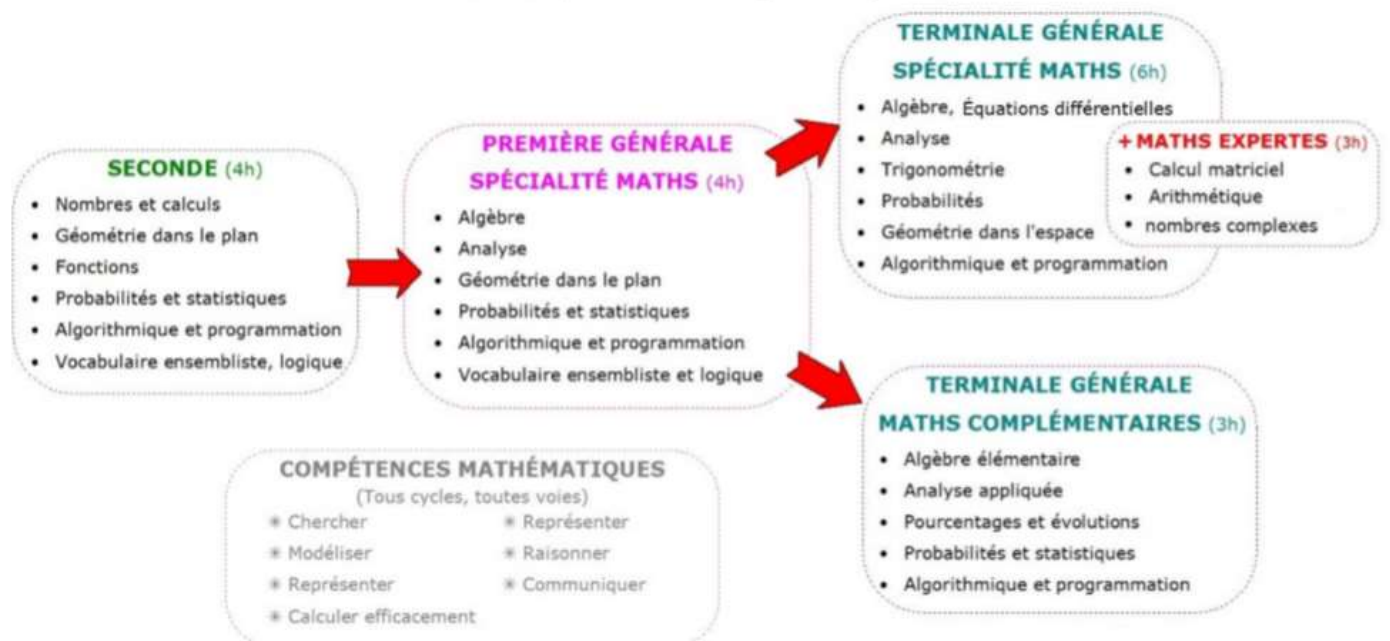 SECONDE (4h)
• Nombres et calculs
• Géométrie dans le plan
• Fonctions
• Probabilités et statistiques
• Algorithmique et programmation
• Vocabulaire ensembliste, logique
PREMIÈRE GÉNÉRALE
SPÉCIALITÉ MATHS (4h)
• Algèbre
• Analyse
• Géométrie dans le plan
• Probabilités et statistiques
• Algorithmique et programmation
• Vocabulaire ensembliste et logique
TERMINALE GÉNÉRALE
SPÉCIALITÉ MATHS (6h)
• Algèbre, Équations différentielles
• Analyse
• Trigonométrie
• Probabilités
• Géométrie dans l'espace
• Algorithmique et programmation
+ MATHS EXPERTES (3h)
• Calcul matriciel
• Arithmétique
• nombres complexes
TERMINALE GÉNÉRALE
MATHS COMPLÉMENTAIRES (3h)
• Algèbre élémentaire
• Analyse appliquée
• Pourcentages et évolutions
• Probabilités et statistiques
• Algorithmique et programmation
COMPÉTENCES MATHÉMATIQUES
(Tous cycles, toutes voies)
* Chercher
* Modéliser
* Représenter
* Calculer efficacement
* Représenter
* Raisonner
* Communiquer